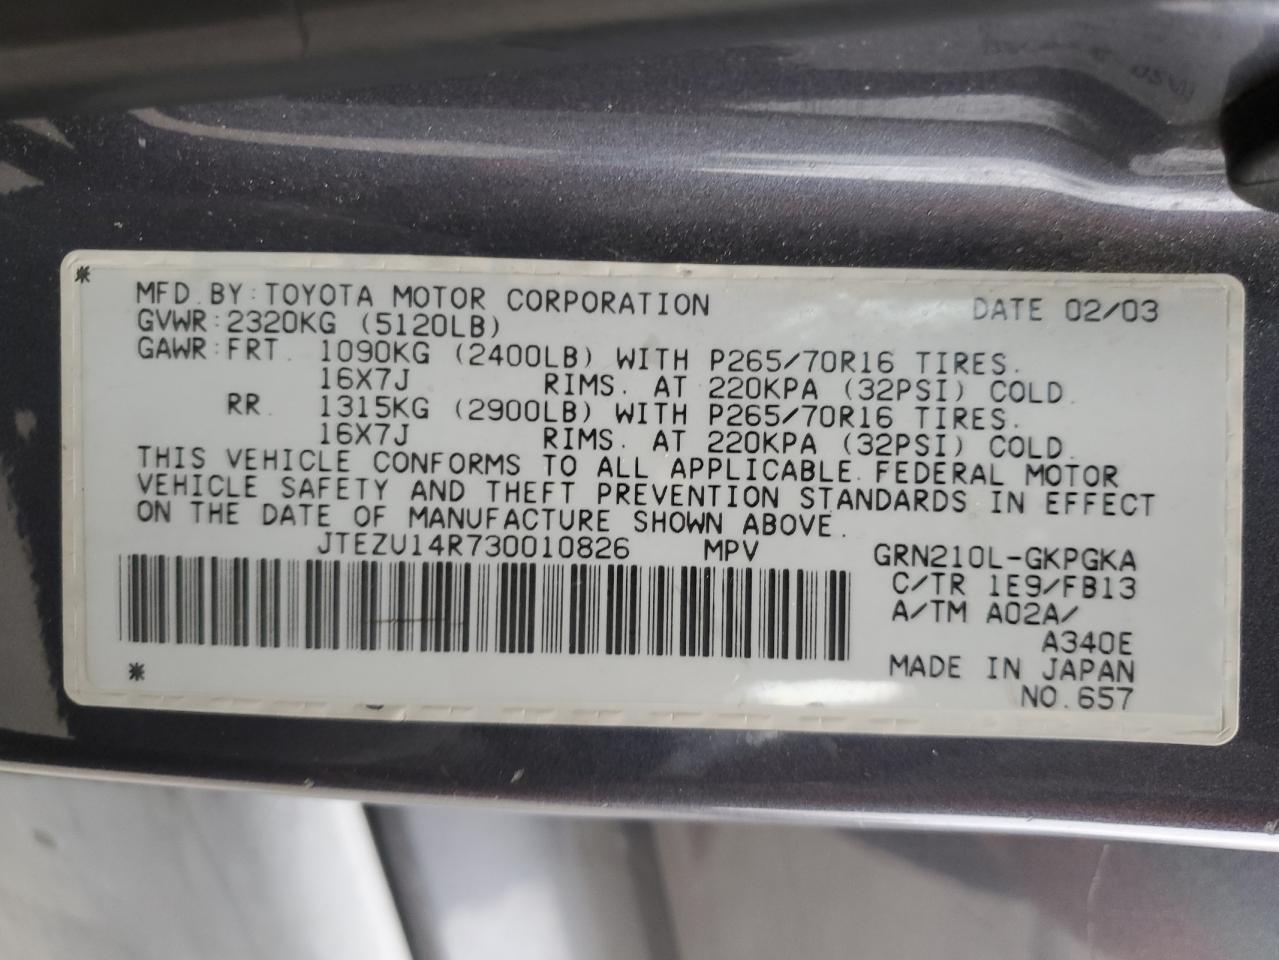 * MFD. BY: TOYOTA MOTOR CORPORATION DATE 02/03
GVWR: 2320KG (5120LB)
GAWR: FRT. 1090KG (2400LB) WITH P265/70R16 TIRES.
16X7J RIMS. AT 220KPA (32PSI) COLD.
RR. 1315KG (2900LB) WITH P265/70R16 TIRES.
16X7J RIMS. AT 220KPA (32PSI) COLD.
THIS VEHICLE CONFORMS TO ALL APPLICABLE FEDERAL MOTOR
VEHICLE SAFETY AND THEFT PREVENTION STANDARDS IN EFFECT
ON THE DATE OF MANUFACTURE SHOWN ABOVE.
JTEZU14R730010826 MPV GRN210L-GKPGKA
C/TR 1E9/FB13
A/TM A02A/
A340E
* MADE IN JAPAN
NO.657